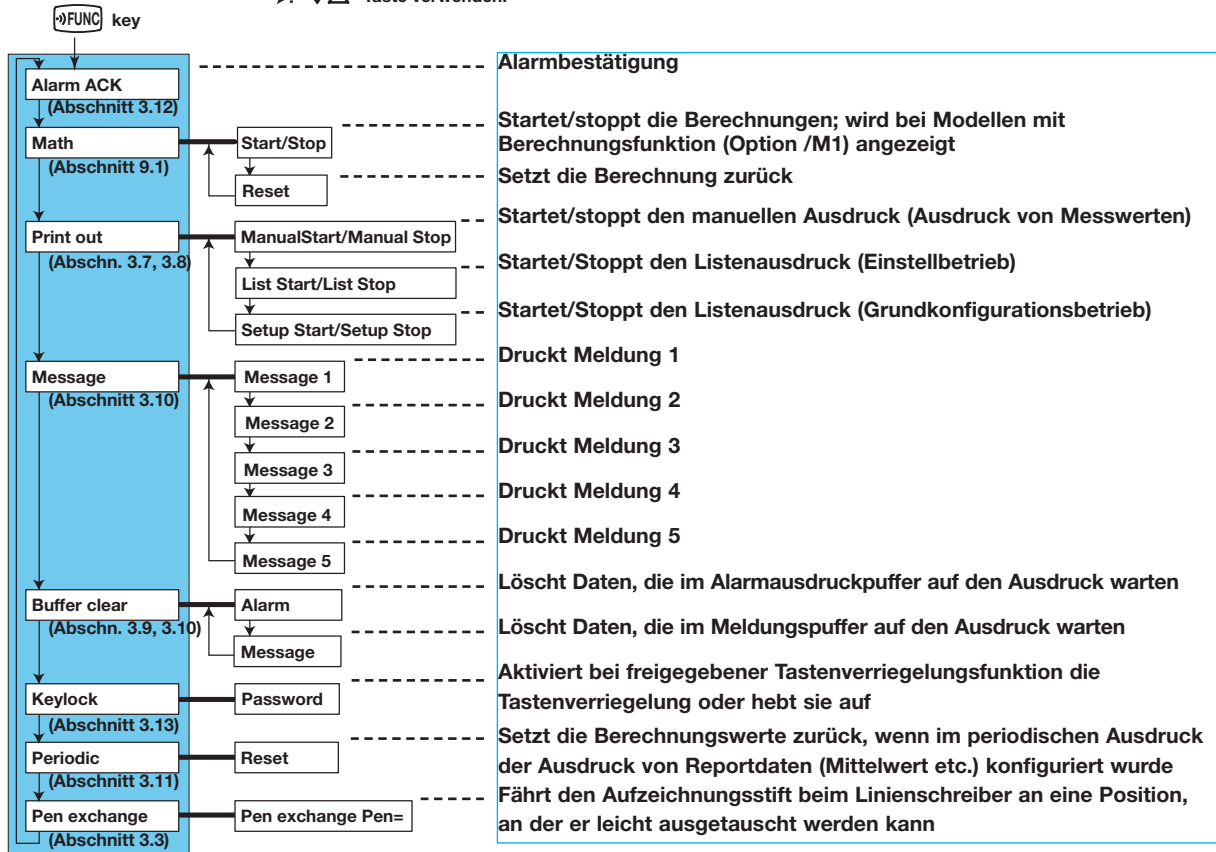 Taste verwenden.
FUNC key
Alarm ACK
Alarmbestätigung
(Abschnitt 3.12)
Math
Start/Stop
Startet/stoppt die Berechnungen; wird bei Modellen mit
Berechnungsfunktion (Option /M1) angezeigt
(Abschnitt 9.1)
Reset
Setzt die Berechnung zurück
Print out
ManualStart/Manual Stop
Startet/stoppt den manuellen Ausdruck (Ausdruck von Messwerten)
(Abschn. 3.7, 3.8)
List Start/List Stop
Startet/Stoppt den Listenausdruck (Einstellbetrieb)
Setup Start/Setup Stop
Startet/Stoppt den Listenausdruck (Grundkonfigurationsbetrieb)
Message
Message 1
Druckt Meldung 1
(Abschnitt 3.10)
Message 2
Druckt Meldung 2
Message 3
Druckt Meldung 3
Message 4
Druckt Meldung 4
Message 5
Druckt Meldung 5
Buffer clear
Alarm
Löscht Daten, die im Alarmausdruckpuffer auf den Ausdruck warten
(Abschn. 3.9, 3.10)
Message
Löscht Daten, die im Meldungspuffer auf den Ausdruck warten
Keylock
Password
Aktiviert bei freigegebener Tastenverriegelungsfunktion die
Tastenverriegelung oder hebt sie auf
(Abschnitt 3.13)
Periodic
Reset
Setzt die Berechnungswerte zurück, wenn im periodischen Ausdruck
der Ausdruck von Reportdaten (Mittelwert etc.) konfiguriert wurde
(Abschnitt 3.11)
Pen exchange
Pen exchange Pen=
Fährt den Aufzeichnungsstift beim Linienschreiber an eine Position,
an der er leicht ausgetauscht werden kann
(Abschnitt 3.3)